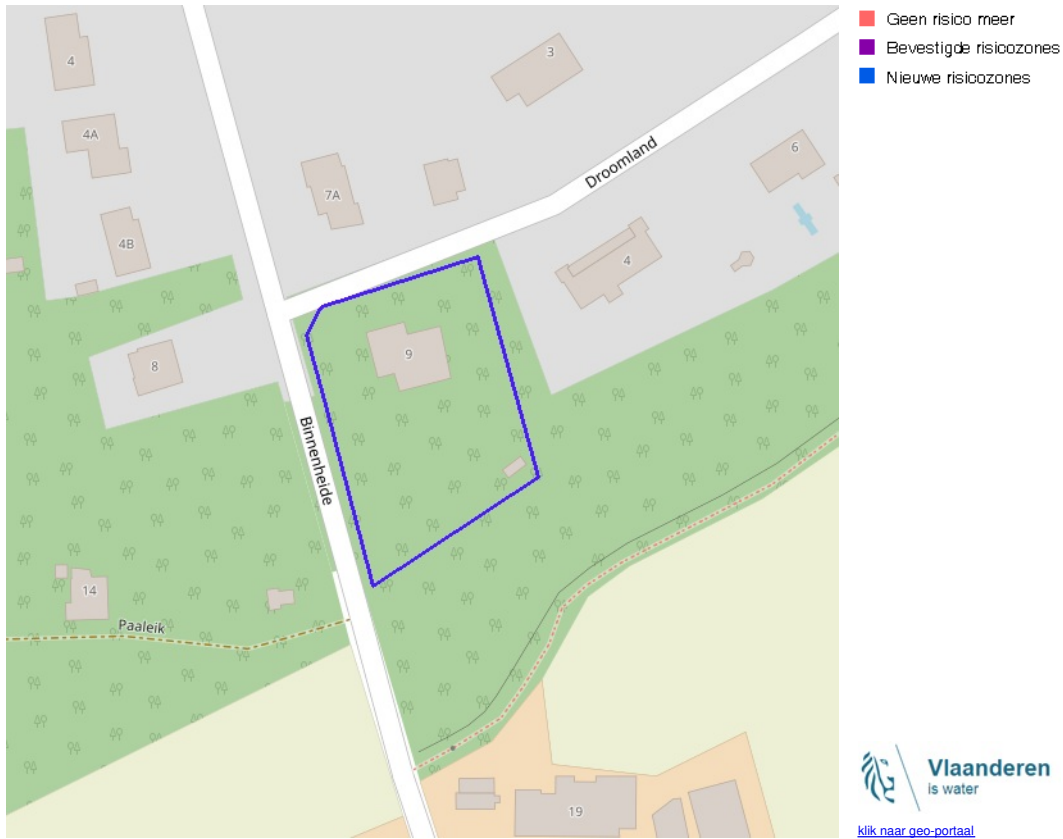 4
3
4A
Droomland
6
7A
4B
4
9
8
Binnenheide
14
Paaleik
19
Geen risico meer
Bevestigde risicozones
Nieuwe risicozones
Vlaanderen
is water
klik naar geo-portaal